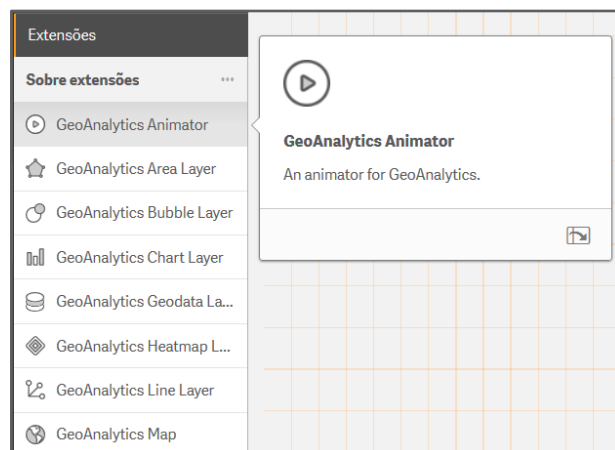 Extensões
Sobre extensões ...
GeoAnalytics Animator
GeoAnalytics Area Layer
GeoAnalytics Bubble Layer
GeoAnalytics Chart Layer
GeoAnalytics Geodata La...
GeoAnalytics Heatmap L...
GeoAnalytics Line Layer
GeoAnalytics Map
GeoAnalytics Animator
An animator for GeoAnalytics.